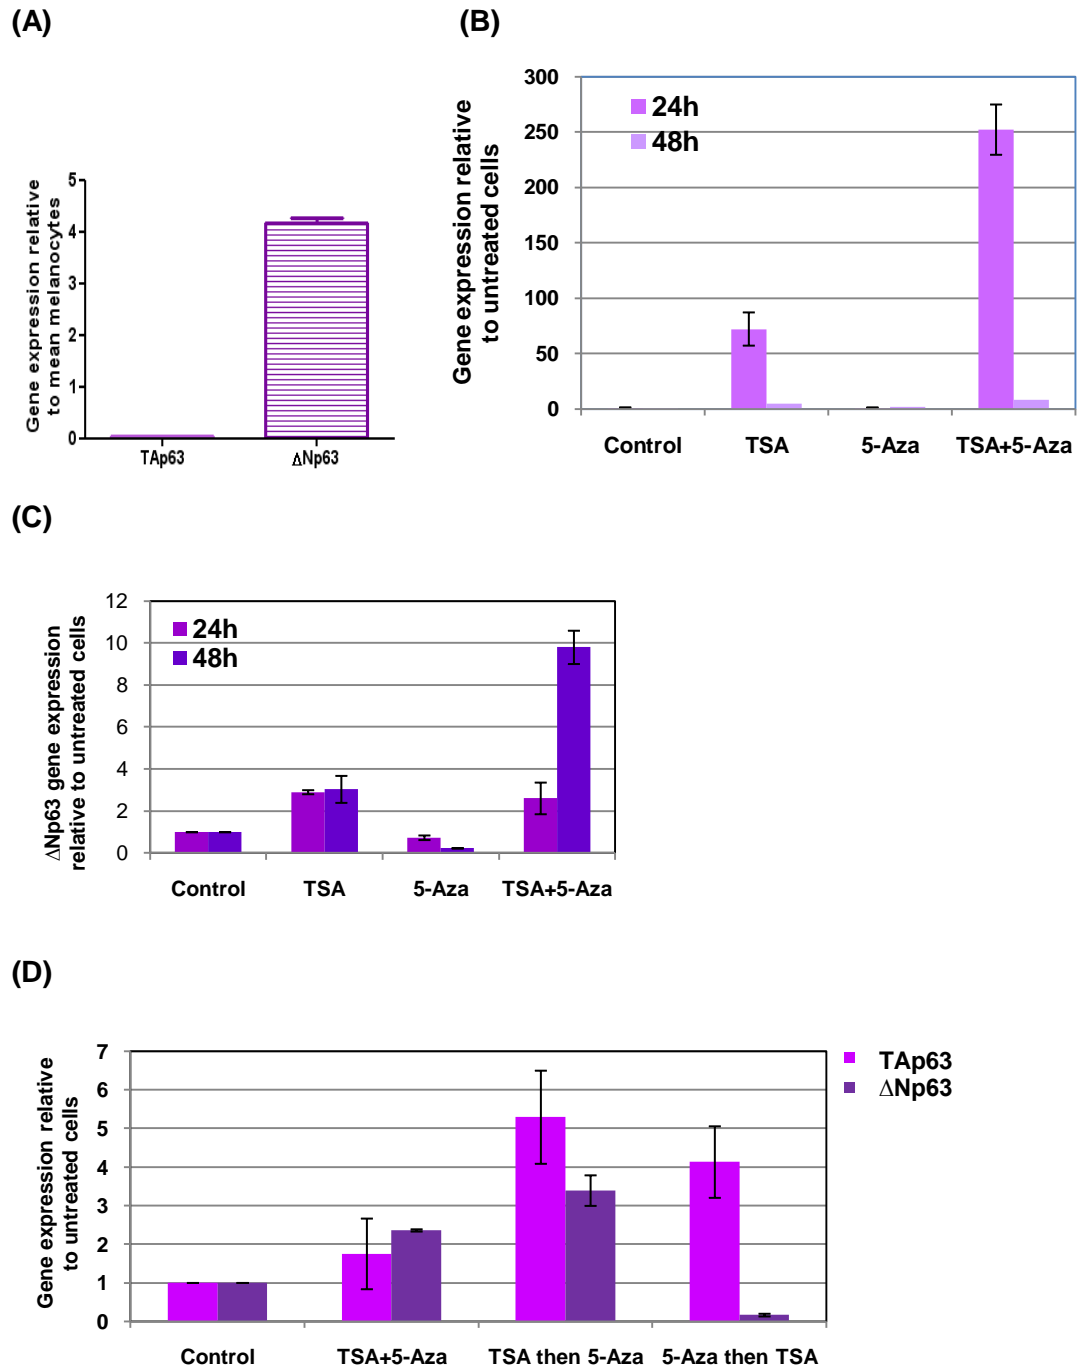 (A)
Gene expression relative
to mean melanocytes
5
4
3
2
1
0
TAp63
ΔNp63
(B)
Gene expression relative
to untreated cells
300
250
200
150
100
50
0
24h
48h
Control
TSA
5-Aza
TSA+5-Aza
(C)
ΔNp63 gene expression
relative to untreated cells
12
10
8
6
4
2
0
24h
48h
Control
TSA
5-Aza
TSA+5-Aza
(D)
Gene expression relative
to untreated cells
7
6
5
4
3
2
1
0
TAp63
ΔNp63
Control
TSA+5-Aza
TSA then 5-Aza
5-Aza then TSA